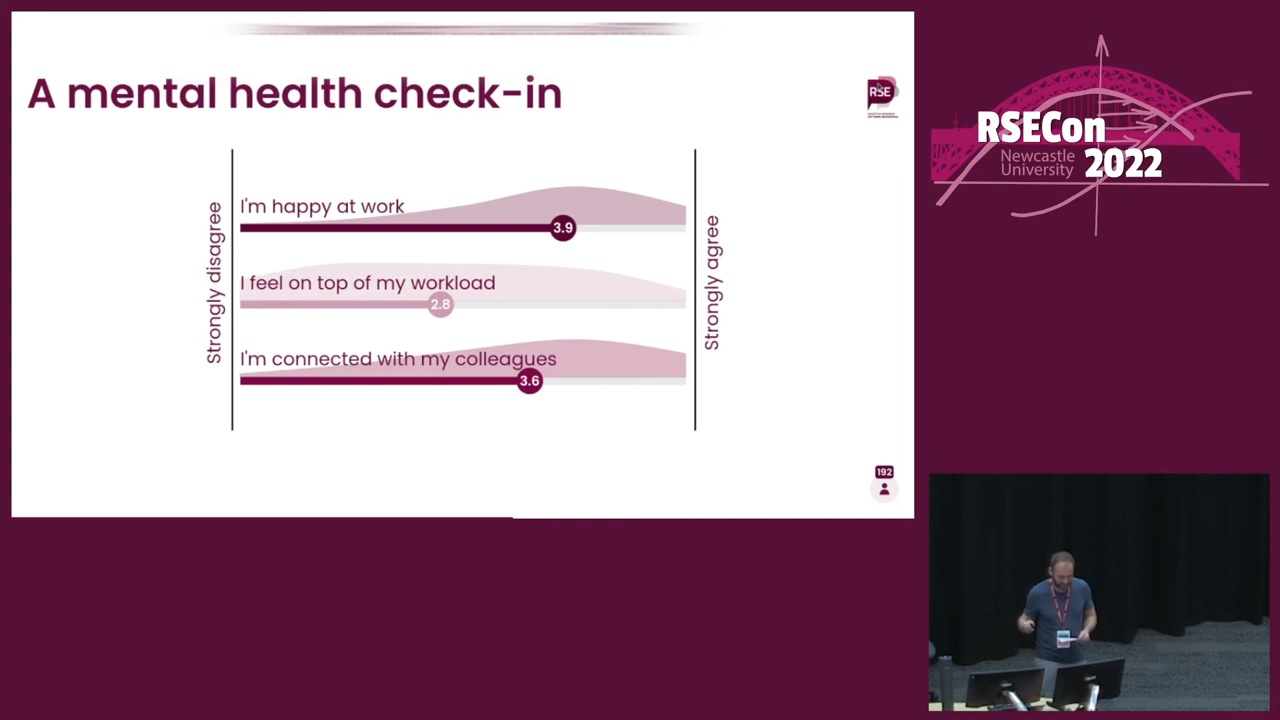 A mental health check-in
RSE
Strongly disagree
I'm happy at work
3.9
I feel on top of my workload
2.8
I'm connected with my colleagues
3.6
Strongly agree
192
RSECon
2022
Newcastle
University